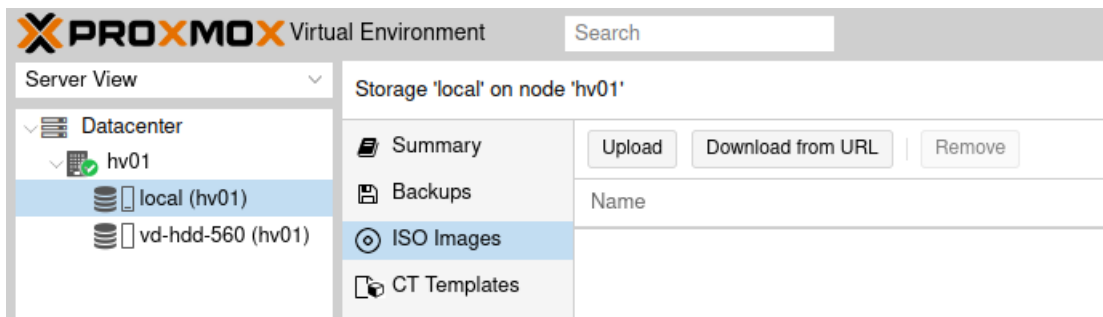 PROXMOX Virtual Environment
Search
Server View
Datacenter
hv01
local (hv01)
vd-hdd-560 (hv01)
Storage 'local' on node 'hv01'
Summary
Backups
ISO Images
CT Templates
Upload
Download from URL
Remove
Name